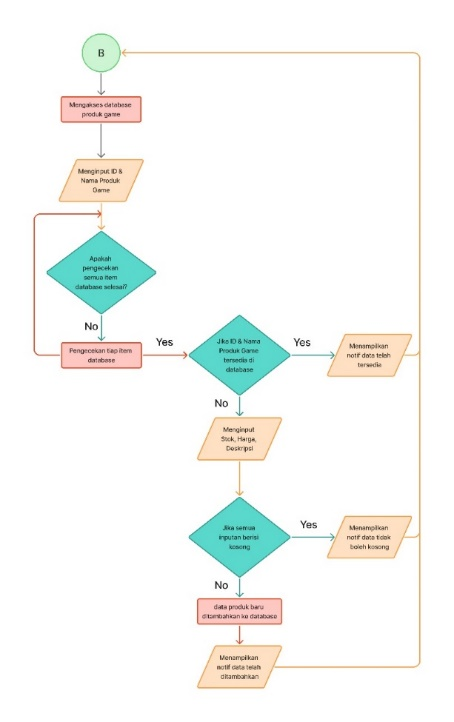 B
Mengakses database
produk game
Menginput ID &
Nama Produk
Game
Apakah
pengecekan
semua item
database selesai?
No
Pengecekan tiap item
database
Yes
Jika ID & Nama
Produk Game
tersedia di
database
Yes
Menampilkan
notif data telah
tersedia
No
Menginput
Stok, Harga,
Deskripsi
Jika semua
inputan berisi
kosong
Yes
Menampilkan
notif data tidak
boleh kosong
No
data produk baru
ditambahkan ke database
Menampilkan
notif data telah
ditambahkan